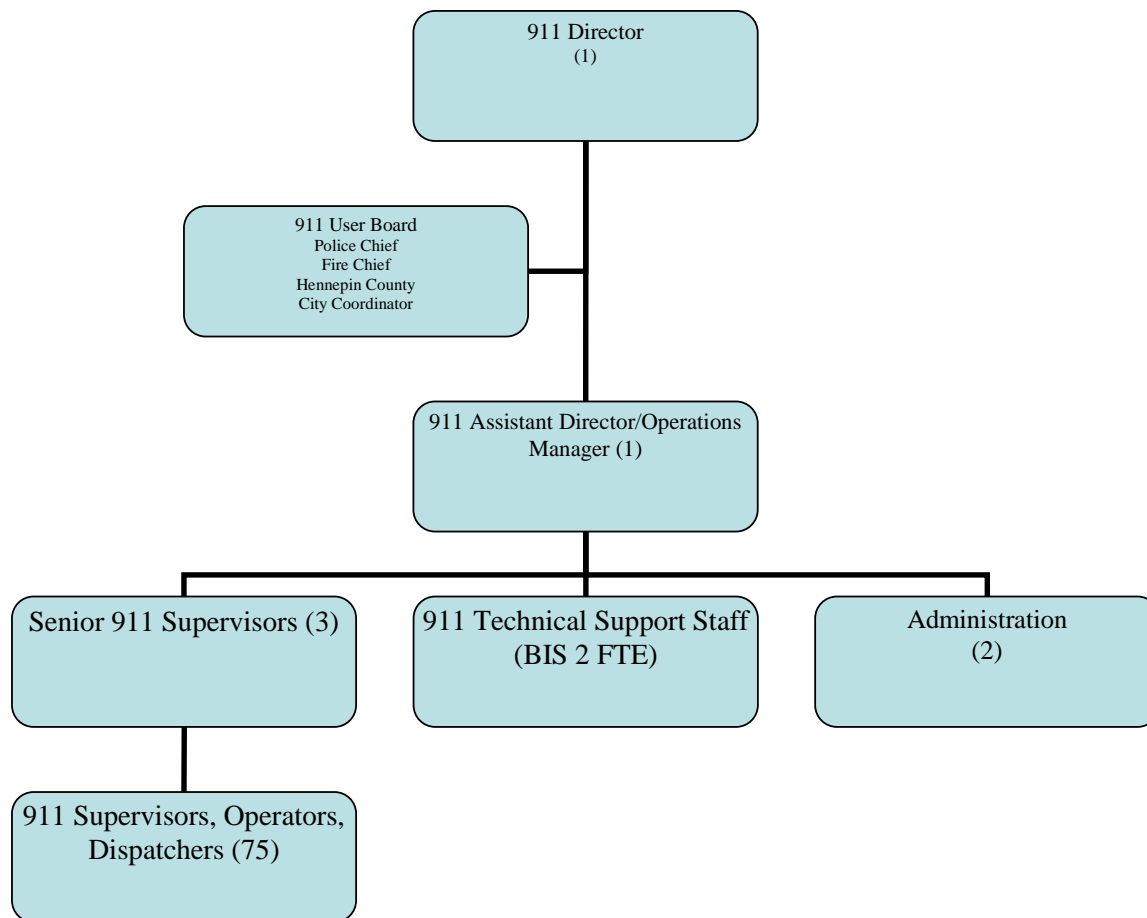 911 Director
(1)
911 User Board
Police Chief
Fire Chief
Hennepin County
City Coordinator
911 Assistant Director/Operations
Manager (1)
Senior 911 Supervisors (3)
911 Technical Support Staff
(BIS 2 FTE)
Administration
(2)
911 Supervisors, Operators,
Dispatchers (75)